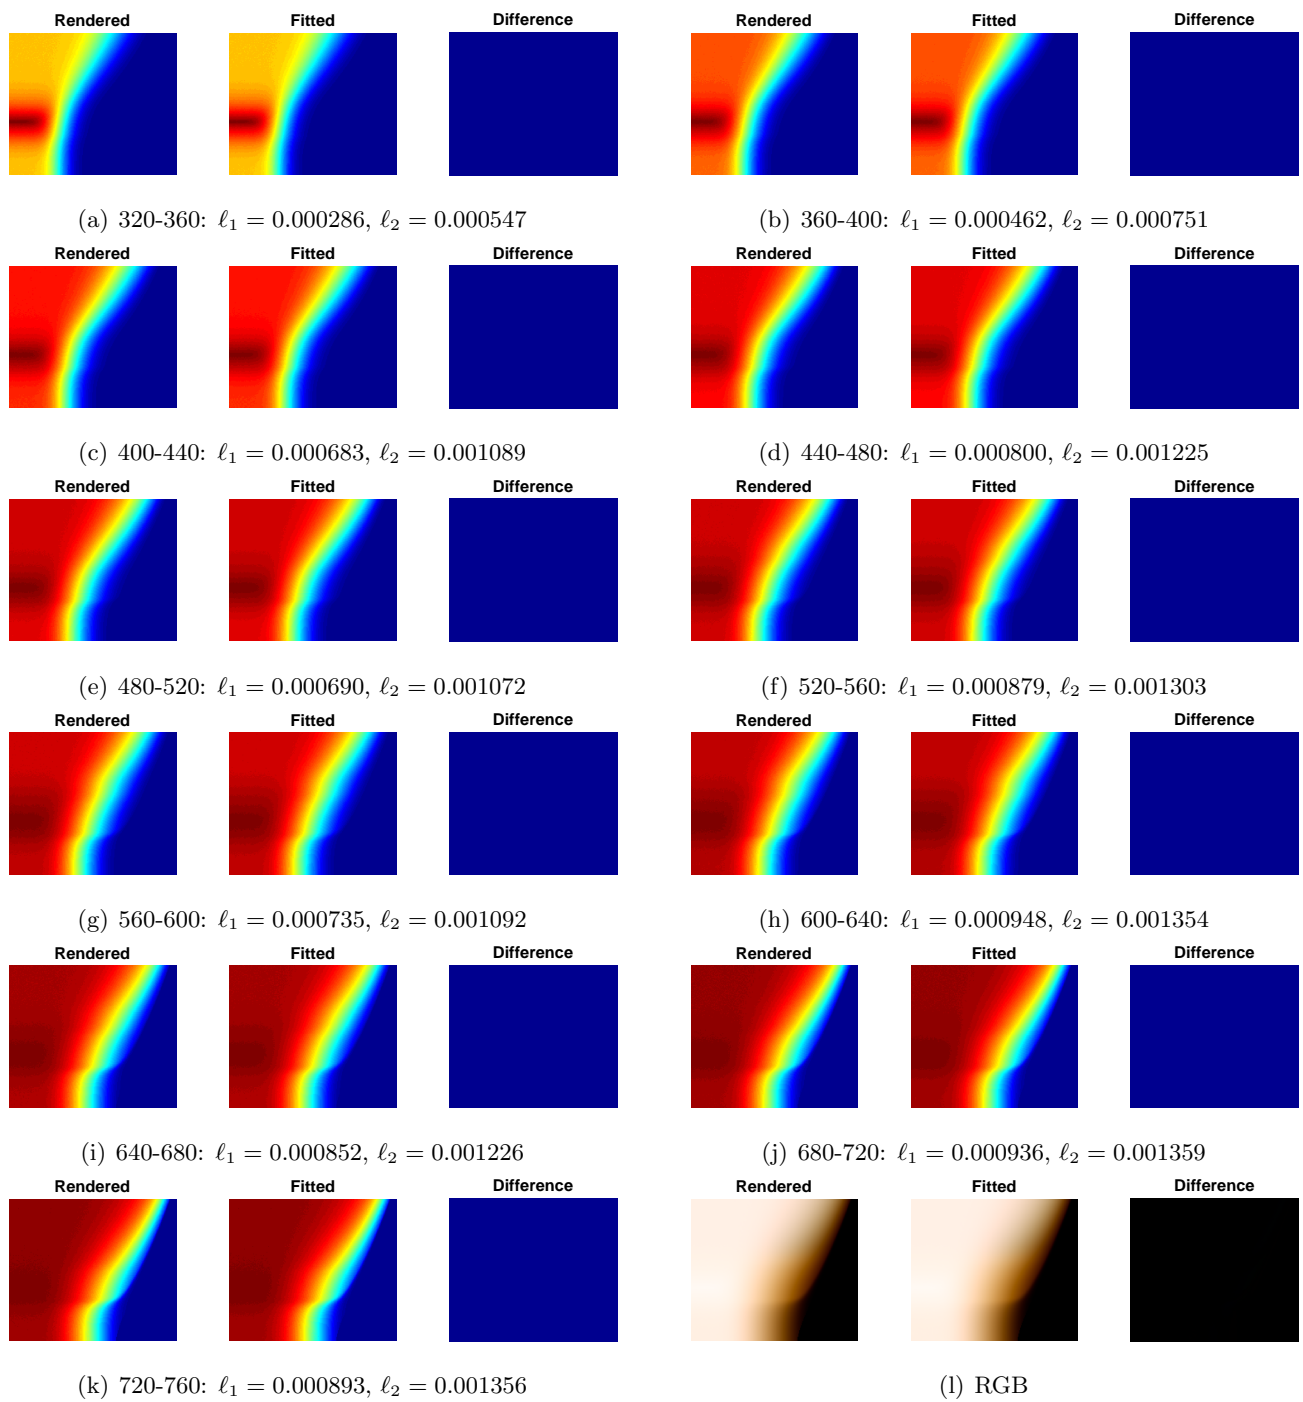 Rendered Fitted Difference Rendered Fitted Difference
(a) 320-360: ℓ1 = 0.000286, ℓ2 = 0.000547 (b) 360-400: ℓ1 = 0.000462, ℓ2 = 0.000751
Rendered Fitted Difference Rendered Fitted Difference
(c) 400-440: ℓ1 = 0.000683, ℓ2 = 0.001089 (d) 440-480: ℓ1 = 0.000800, ℓ2 = 0.001225
Rendered Fitted Difference Rendered Fitted Difference
(e) 480-520: ℓ1 = 0.000690, ℓ2 = 0.001072 (f) 520-560: ℓ1 = 0.000879, ℓ2 = 0.001303
Rendered Fitted Difference Rendered Fitted Difference
(g) 560-600: ℓ1 = 0.000735, ℓ2 = 0.001092 (h) 600-640: ℓ1 = 0.000948, ℓ2 = 0.001354
Rendered Fitted Difference Rendered Fitted Difference
(i) 640-680: ℓ1 = 0.000852, ℓ2 = 0.001226 (j) 680-720: ℓ1 = 0.000936, ℓ2 = 0.001359
Rendered Fitted Difference Rendered Fitted Difference
(k) 720-760: ℓ1 = 0.000893, ℓ2 = 0.001356 (l) RGB